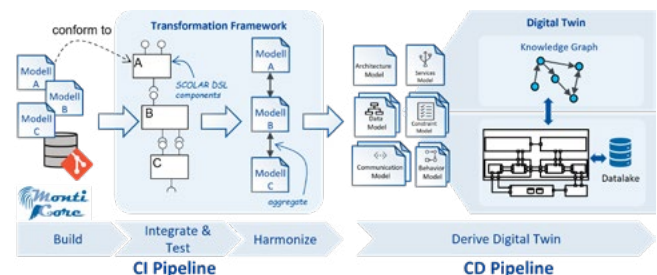 Transformation Framework
Digital Twin
conform to
Modell
A
Modell
B
Modell
C
A
SCOLAR DSL
components
B
C
Modell
A
Modell
B
Modell
C
aggregate
Architecture
Model
Services
Model
Data
Model
Constraint
Model
Communication
Model
Behavior
Model
Knowledge Graph
Datalake
Monti
Core
Build
Integrate &
Test
Harmonize
Derive Digital Twin
CI Pipeline
CD Pipeline